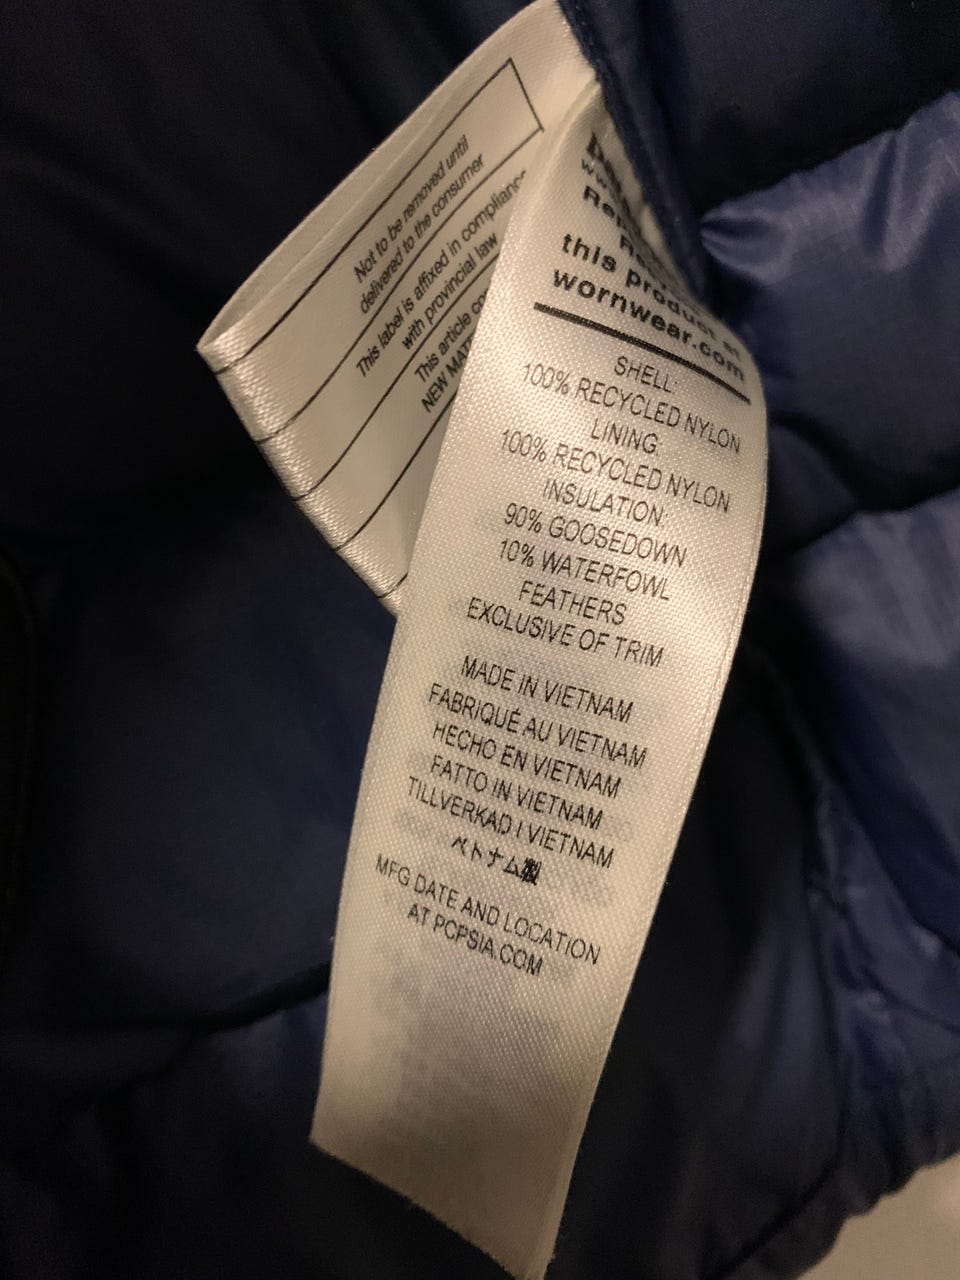 Not to be removed until
delivered to the consumer
This label is affixed in compliance
with provincial law
This article
NEW
this product at
wornwear.com
SHELL:
100% RECYCLED NYLON
LINING:
100% RECYCLED NYLON
INSULATION:
90% GOOSEDOWN
10% WATERFOWL
FEATHERS
EXCLUSIVE OF TRIM
MADE IN VIETNAM
FABRIQUÉ AU VIETNAM
HECHO EN VIETNAM
FATTO IN VIETNAM
TILLVERKAD I VIETNAM
ベトナム製
MFG DATE AND LOCATION
AT PCPSIA.COM